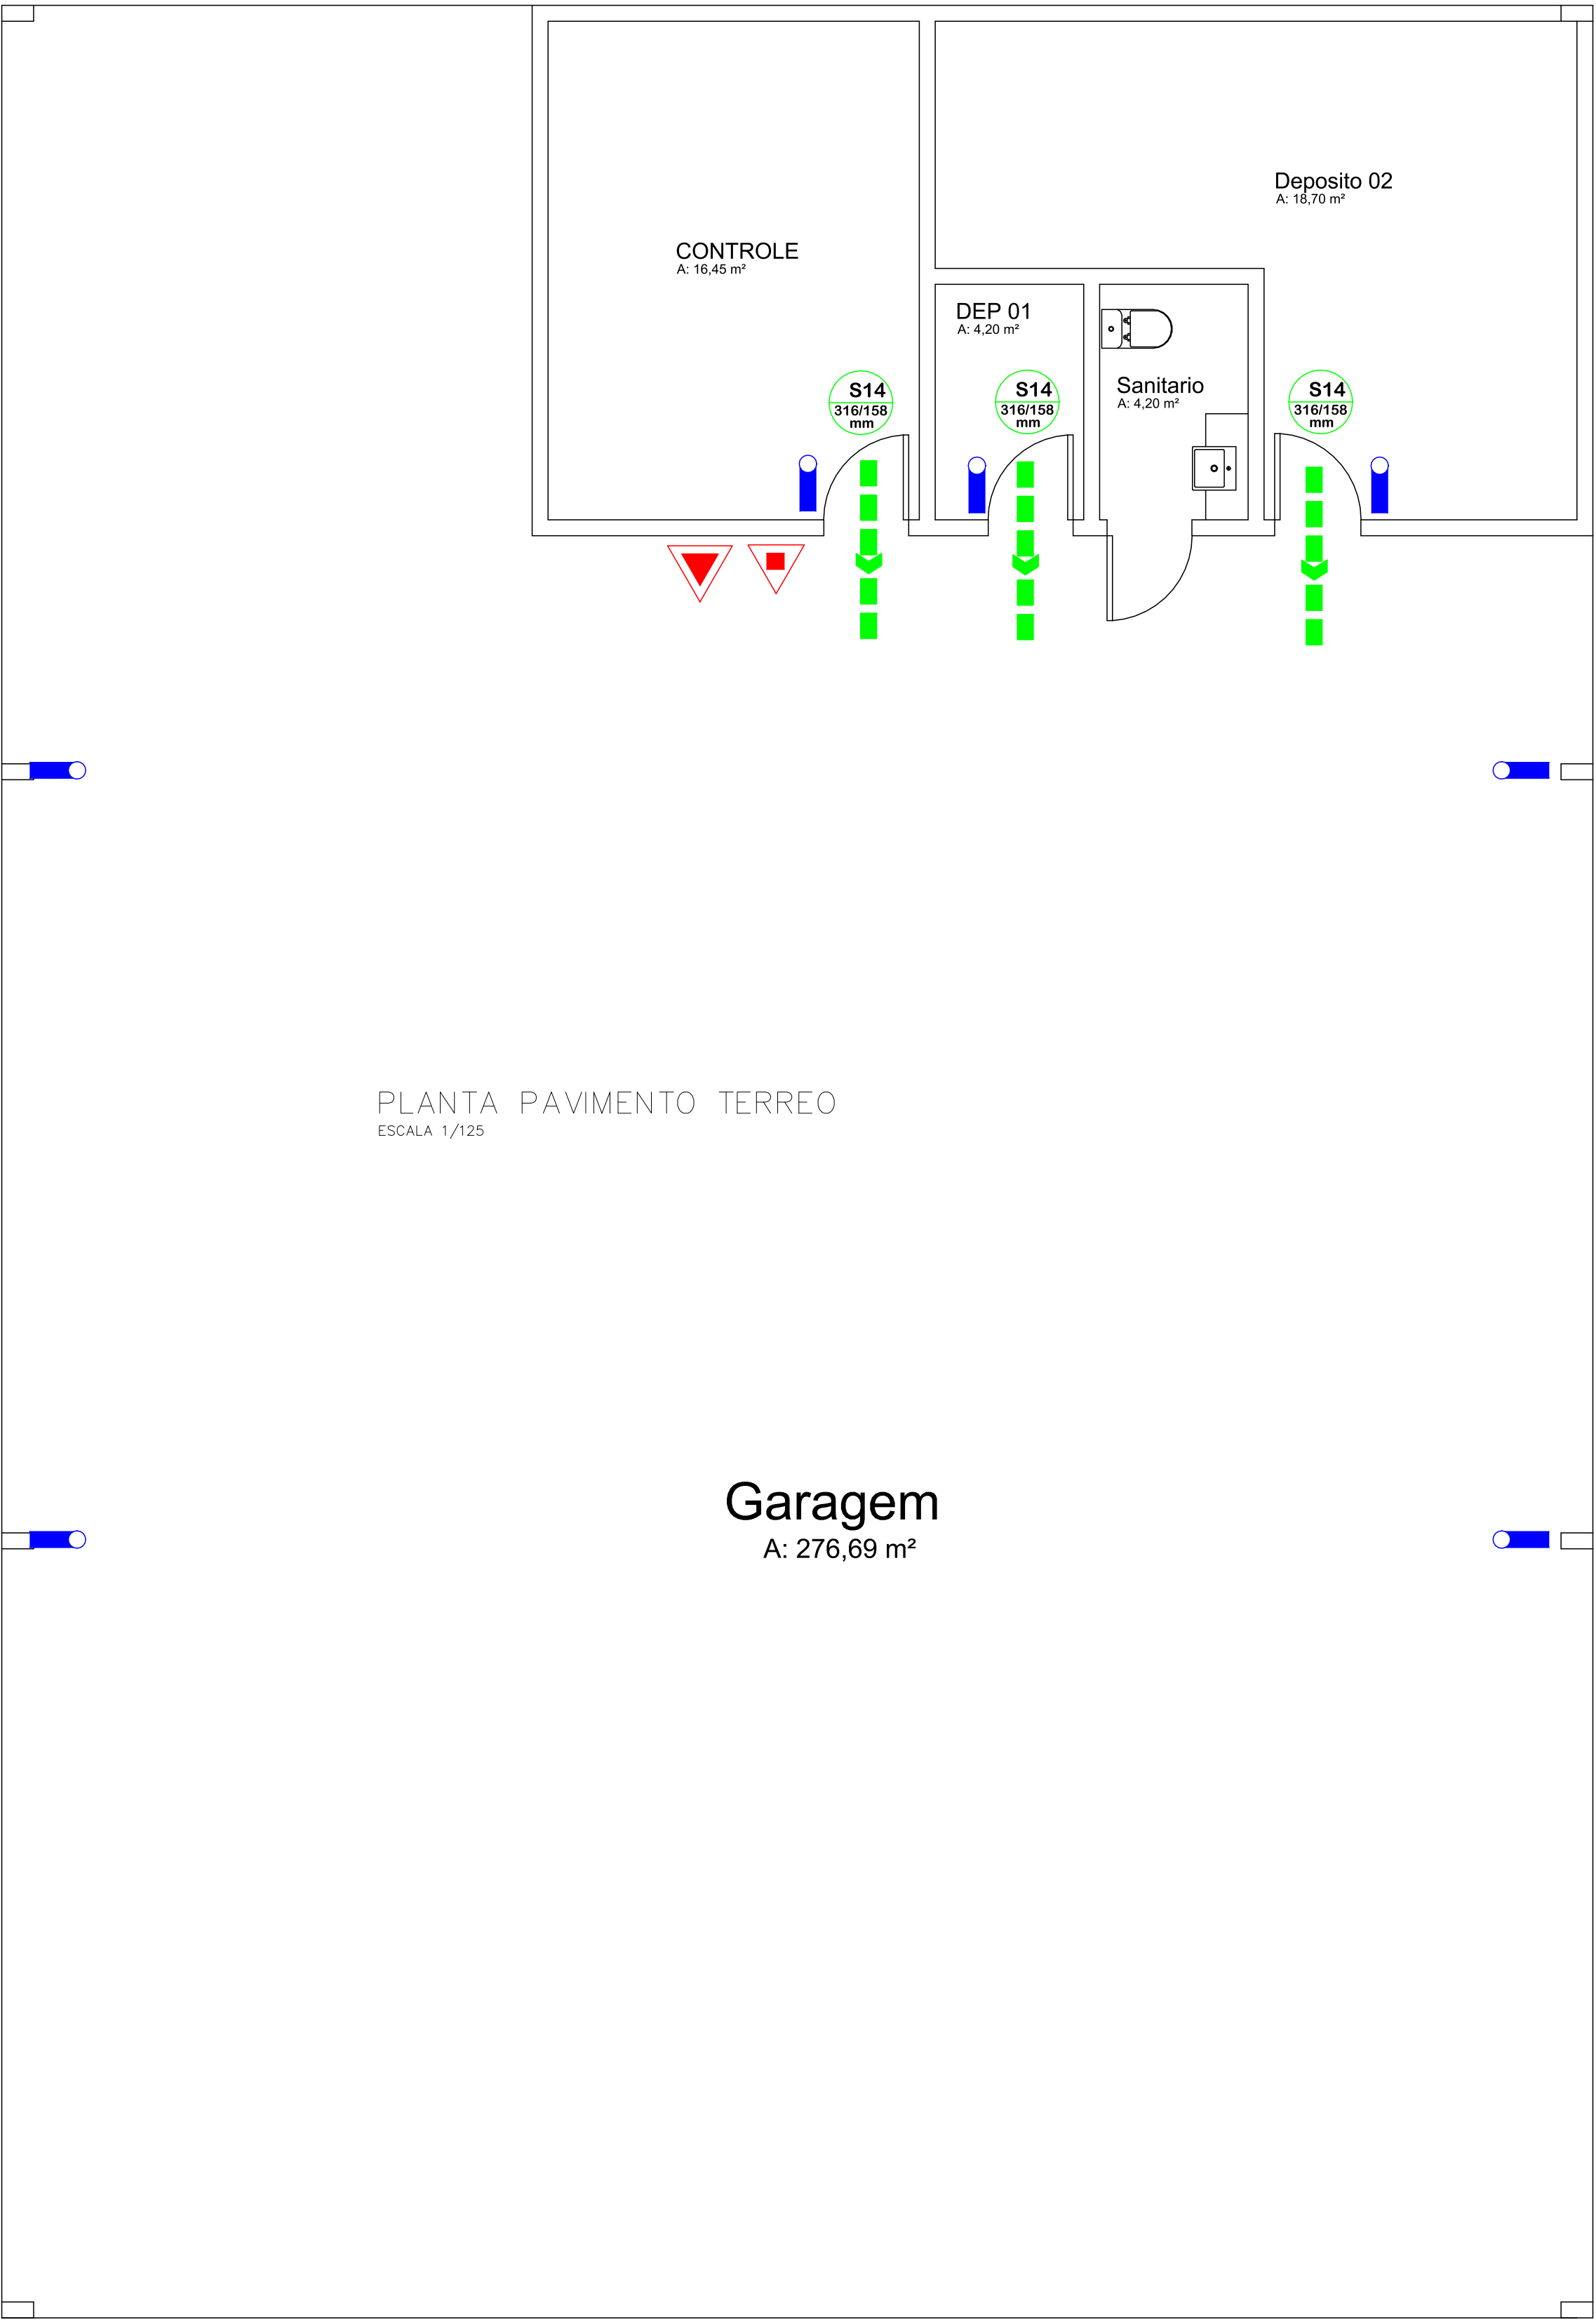 Deposito 02
A: 18,70 m²
CONTROLE
A: 16,45 m²
DEP 01
A: 4,20 m²
Sanitario
A: 4,20 m²
S14
316/158
mm
S14
316/158
mm
S14
316/158
mm
PLANTA PAVIMENTO TERREO
ESCALA 1/125
Garagem
A: 276,69 m²